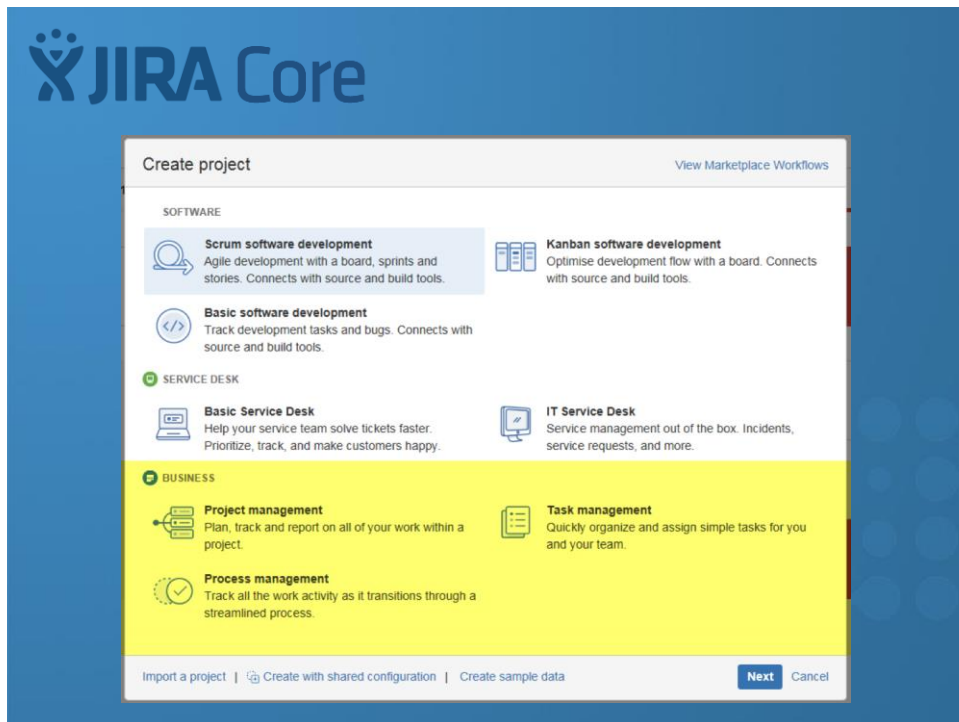 JIRA Core
Create project
View Marketplace Workflows
SOFTWARE
Scrum software development
Agile development with a board, sprints and
stories. Connects with source and build tools.
Kanban software development
Optimise development flow with a board. Connects
with source and build tools.
Basic software development
Track development tasks and bugs. Connects with
source and build tools.
SERVICE DESK
Basic Service Desk
Help your service team solve tickets faster.
Prioritize, track, and make customers happy.
IT Service Desk
Service management out of the box. Incidents,
service requests, and more.
BUSINESS
Project management
Plan, track and report on all of your work within a
project.
Task management
Quickly organize and assign simple tasks for you
and your team.
Process management
Track all the work activity as it transitions through a
streamlined process.
Import a project | Create with shared configuration | Create sample data
Next Cancel